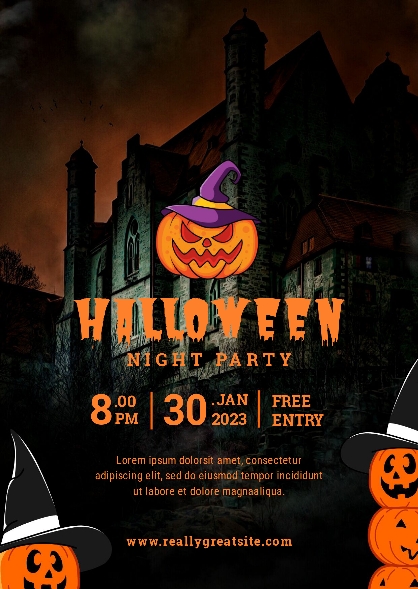 HALLOWEEN
NIGHT PARTY
8.00 PM
30.JAN 2023
FREE ENTRY
Lorem ipsum dolorsit amet, consectetur
adipiscing elit, sed do eiusmod tempor incididunt
ut labore et dolore magnaaliqua.
www.reallygreatsite.com